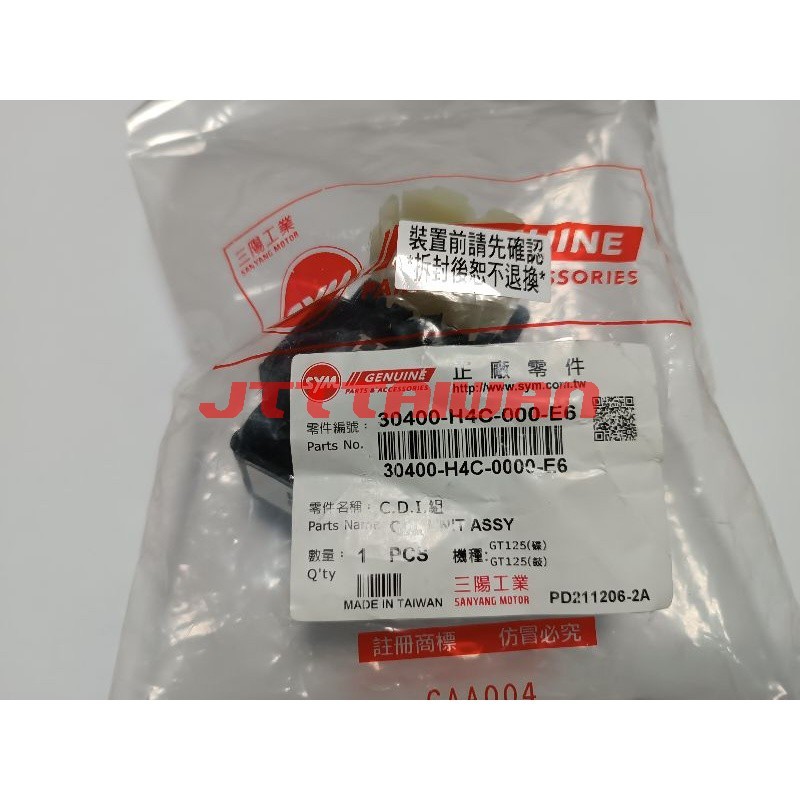 三陽工業
SANYANG MOTOR
SYM
GENUINE
PARTS & ACCESSORIES
裝置前請先確認
*拆封後恕不退換*
SYM GENUINE
PARTS & ACCESSORIES
正廠零件
http://www.sym.com.tw
JTTTaiwan
零件編號：
Parts No.
30400-H4C-000-E6
30400-H4C-0000-E6
零件名稱：C.D.I.組
Parts Name UNIT ASSY
數量：1 PCS
Q'ty
機種：GT125(碟)
GT125(鼓)
MADE IN TAIWAN
三陽工業
SANYANG MOTOR
PD211206-2A
註冊商標 仿冒必究
GAA004